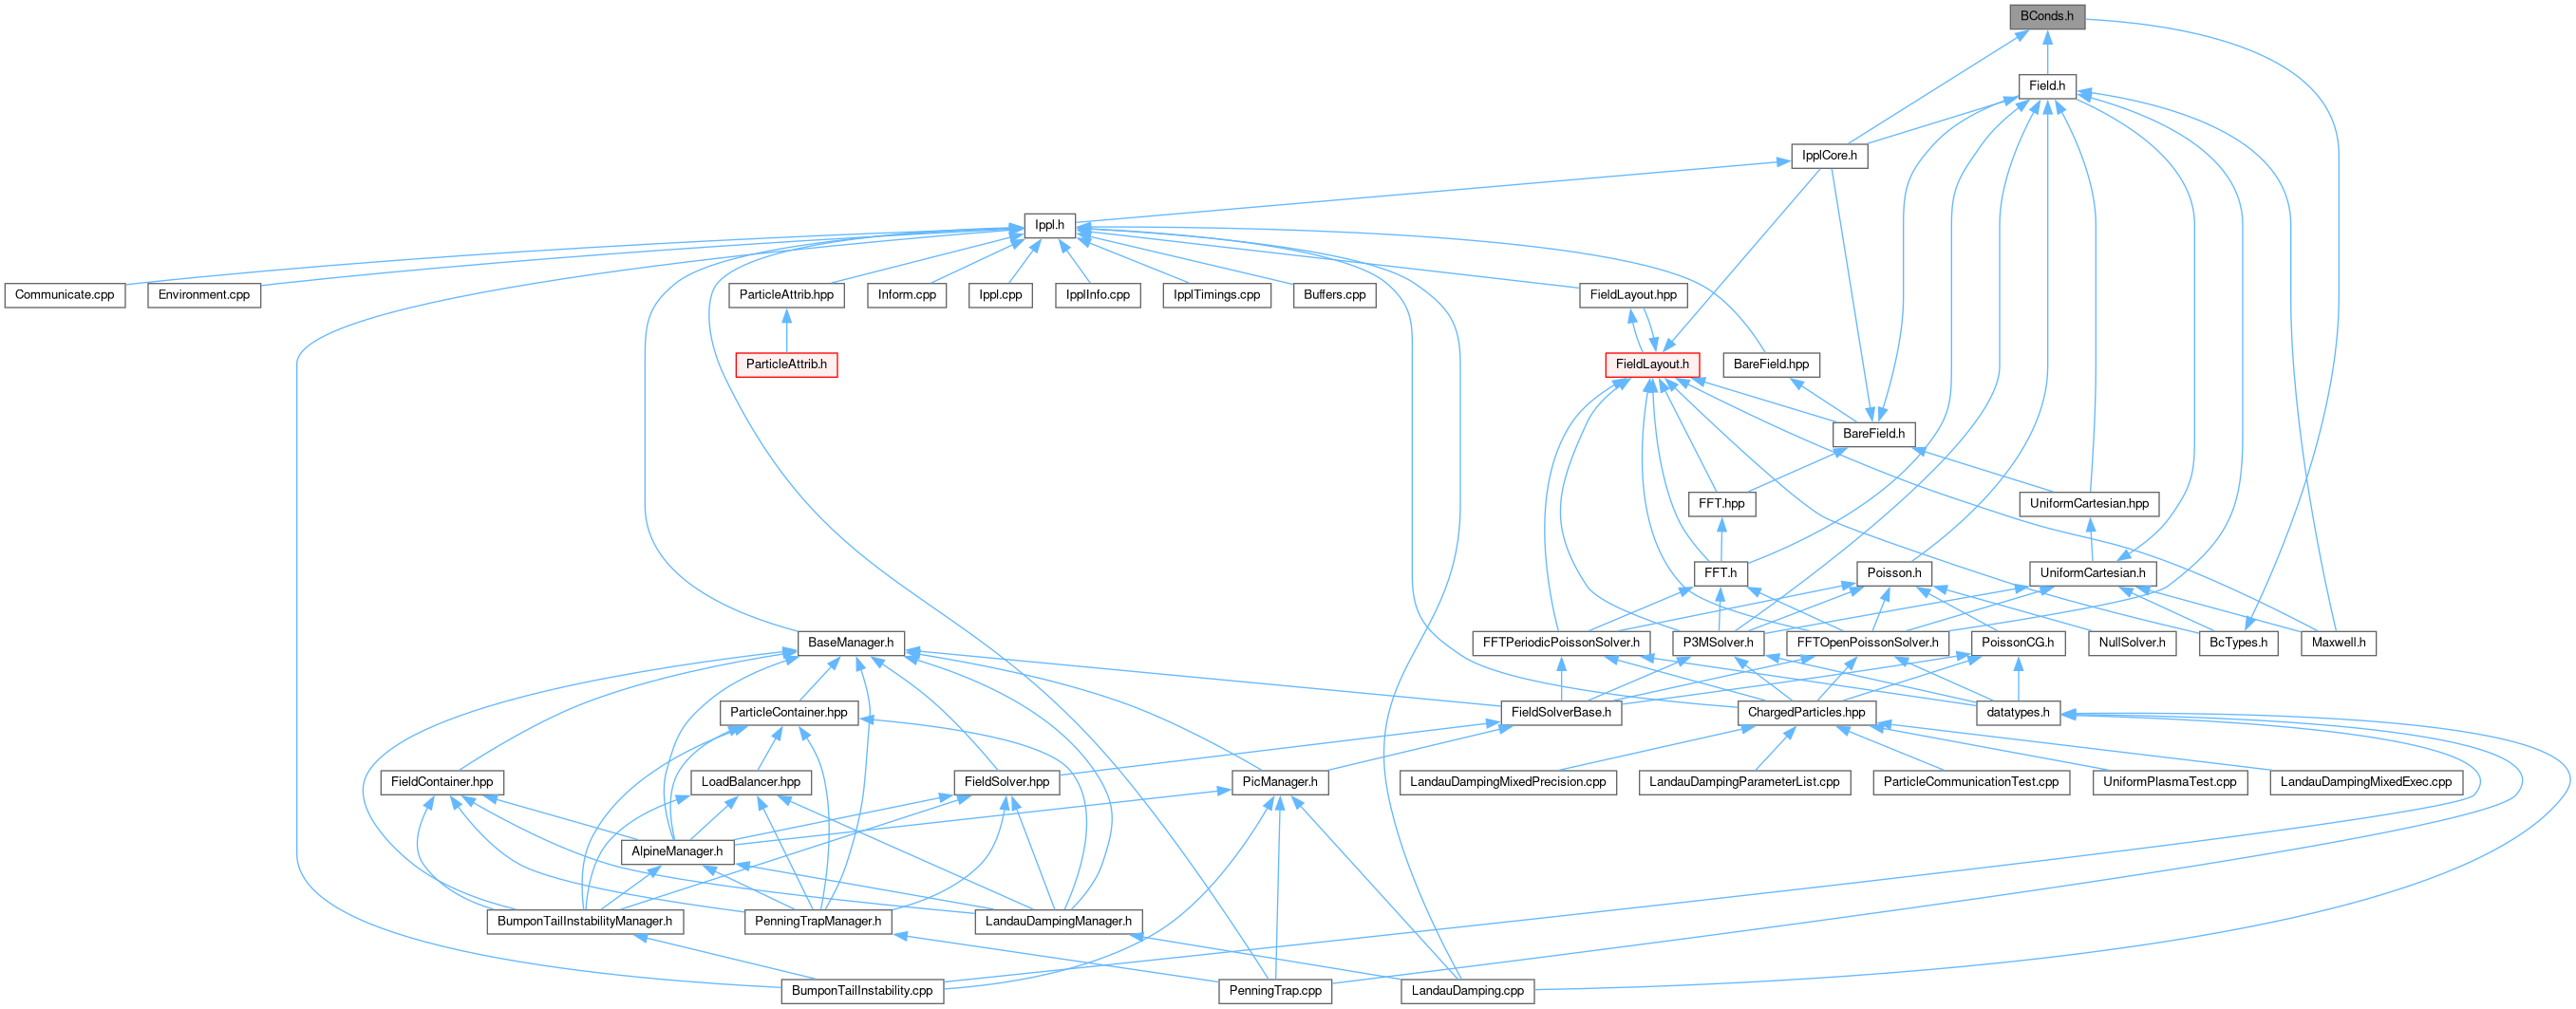 BConds.h
Field.h
IpplCore.h
Ippl.h
Communicate.cpp
Environment.cpp
ParticleAttrib.hpp
Inform.cpp
Ippl.cpp
IpplInfo.cpp
IpplTimings.cpp
Buffers.cpp
FieldLayout.hpp
ParticleAttrib.h
FieldLayout.h
BareField.hpp
BareField.h
FFT.hpp
UniformCartesian.hpp
FFT.h
Poisson.h
UniformCartesian.h
BaseManager.h
FFTPeriodicPoissonSolver.h
P3MSolver.h
FFTOpenPoissonSolver.h
PoissonCG.h
NullSolver.h
BcTypes.h
Maxwell.h
ParticleContainer.hpp
FieldSolverBase.h
ChargedParticles.hpp
datatypes.h
FieldContainer.hpp
LoadBalancer.hpp
FieldSolver.hpp
PicManager.h
LandauDampingMixedPrecision.cpp
LandauDampingParameterList.cpp
ParticleCommunicationTest.cpp
UniformPlasmaTest.cpp
LandauDampingMixedExec.cpp
AlpineManager.h
BumponTailInstabilityManager.h
PenningTrapManager.h
LandauDampingManager.h
BumponTailInstability.cpp
PenningTrap.cpp
LandauDamping.cpp